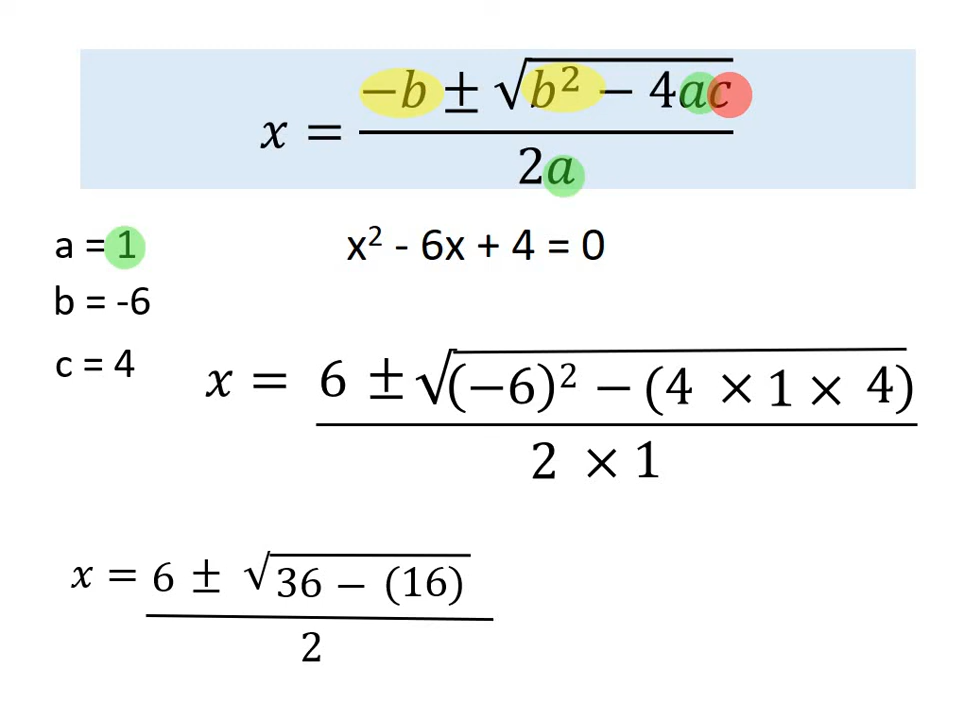 x = (−b ± √(b² − 4ac)) / 2a
a = 1
x² - 6x + 4 = 0
b = -6
c = 4
x = (6 ± √((−6)² − (4 × 1 × 4))) / (2 × 1)
x = (6 ± √(36 − (16))) / 2